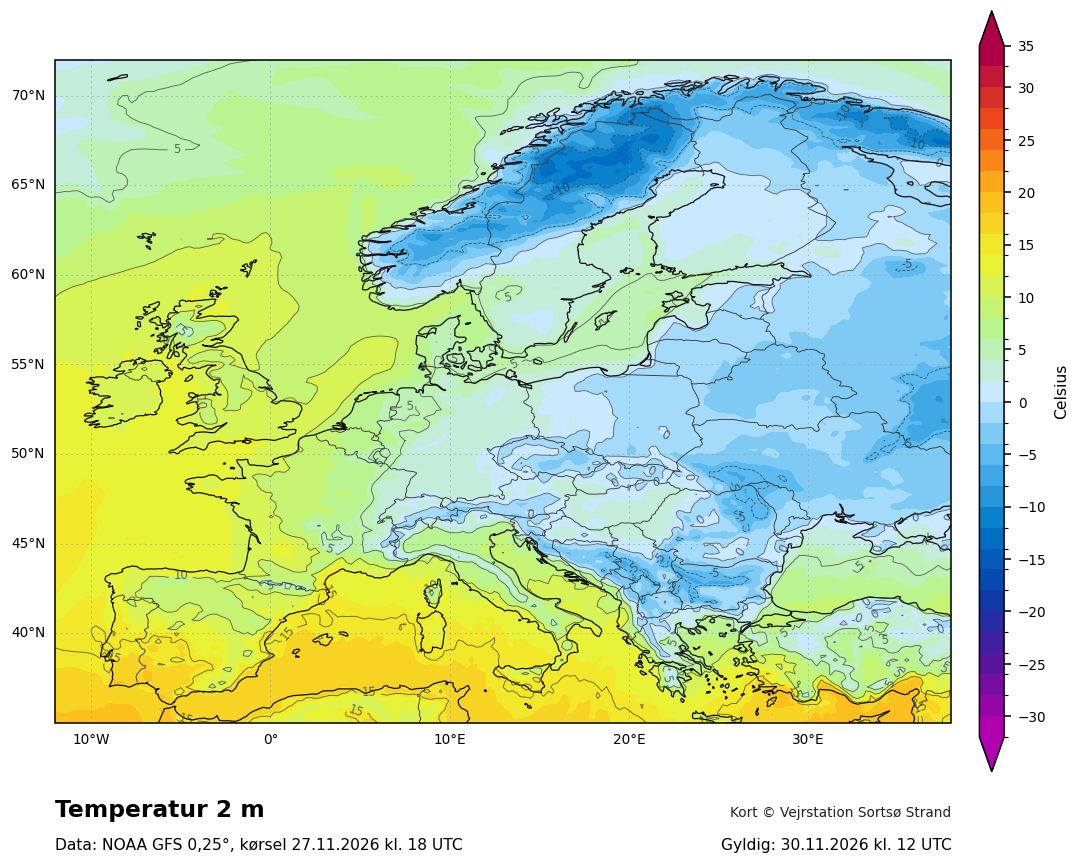 70°N
65°N
60°N
55°N
50°N
45°N
40°N
10°W 0° 10°E 20°E 30°E
35
30
25
20
15
10
5
0
−5
−10
−15
−20
−25
−30
Celsius
Temperatur 2 m
Kort © Vejrstation Sortsø Strand
Data: NOAA GFS 0,25°, kørsel 27.11.2026 kl. 18 UTC
Gyldig: 30.11.2026 kl. 12 UTC